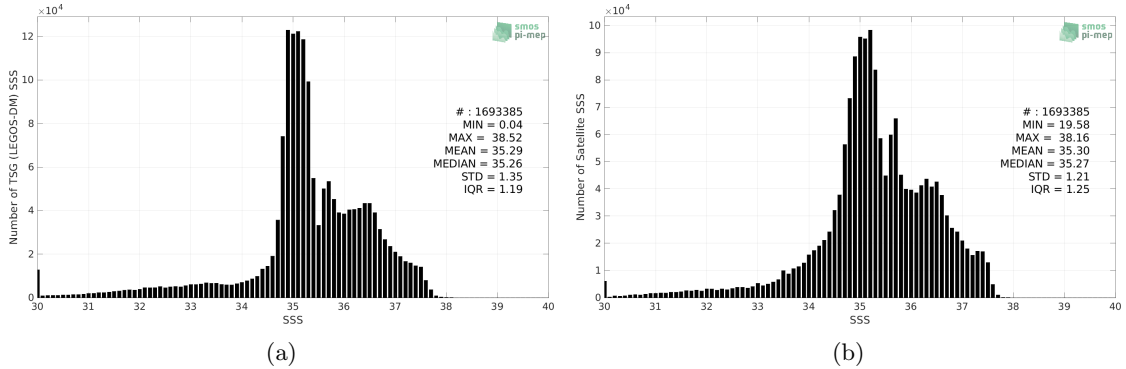 ×10⁴
12
10
8
6
4
2
0
30 31 32 33 34 35 36 37 38 39 40
SSS
Number of TSG (LEGOS-DM) SSS
smos
pi-mep
# : 1693385
MIN = 0.04
MAX = 38.52
MEAN = 35.29
MEDIAN = 35.26
STD = 1.35
IQR = 1.19
(a)
×10⁴
10
9
8
7
6
5
4
3
2
1
0
30 31 32 33 34 35 36 37 38 39 40
SSS
Number of Satellite SSS
smos
pi-mep
# : 1693385
MIN = 19.58
MAX = 38.16
MEAN = 35.30
MEDIAN = 35.27
STD = 1.21
IQR = 1.25
(b)